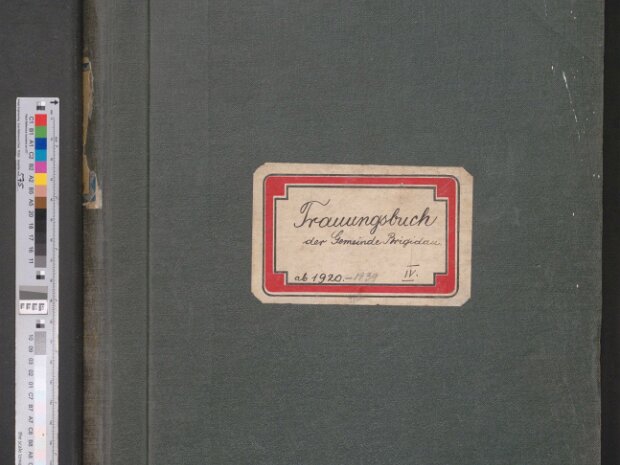 Trauungsbuch
der Gemeinde Brigidau
ab 1920.-1939 IV.